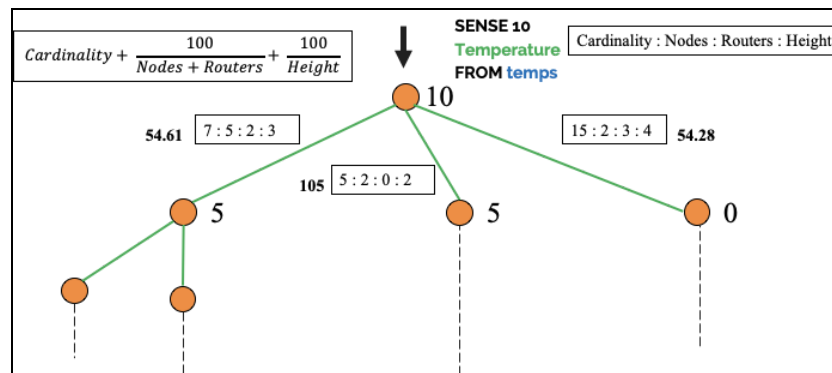 Cardinality + 100 / Nodes + Routers + 100 / Height
SENSE 10
Temperature
FROM temps
Cardinality : Nodes : Routers : Height
10
54.61 7 : 5 : 2 : 3
15 : 2 : 3 : 4 54.28
105 5 : 2 : 0 : 2
5
5
0